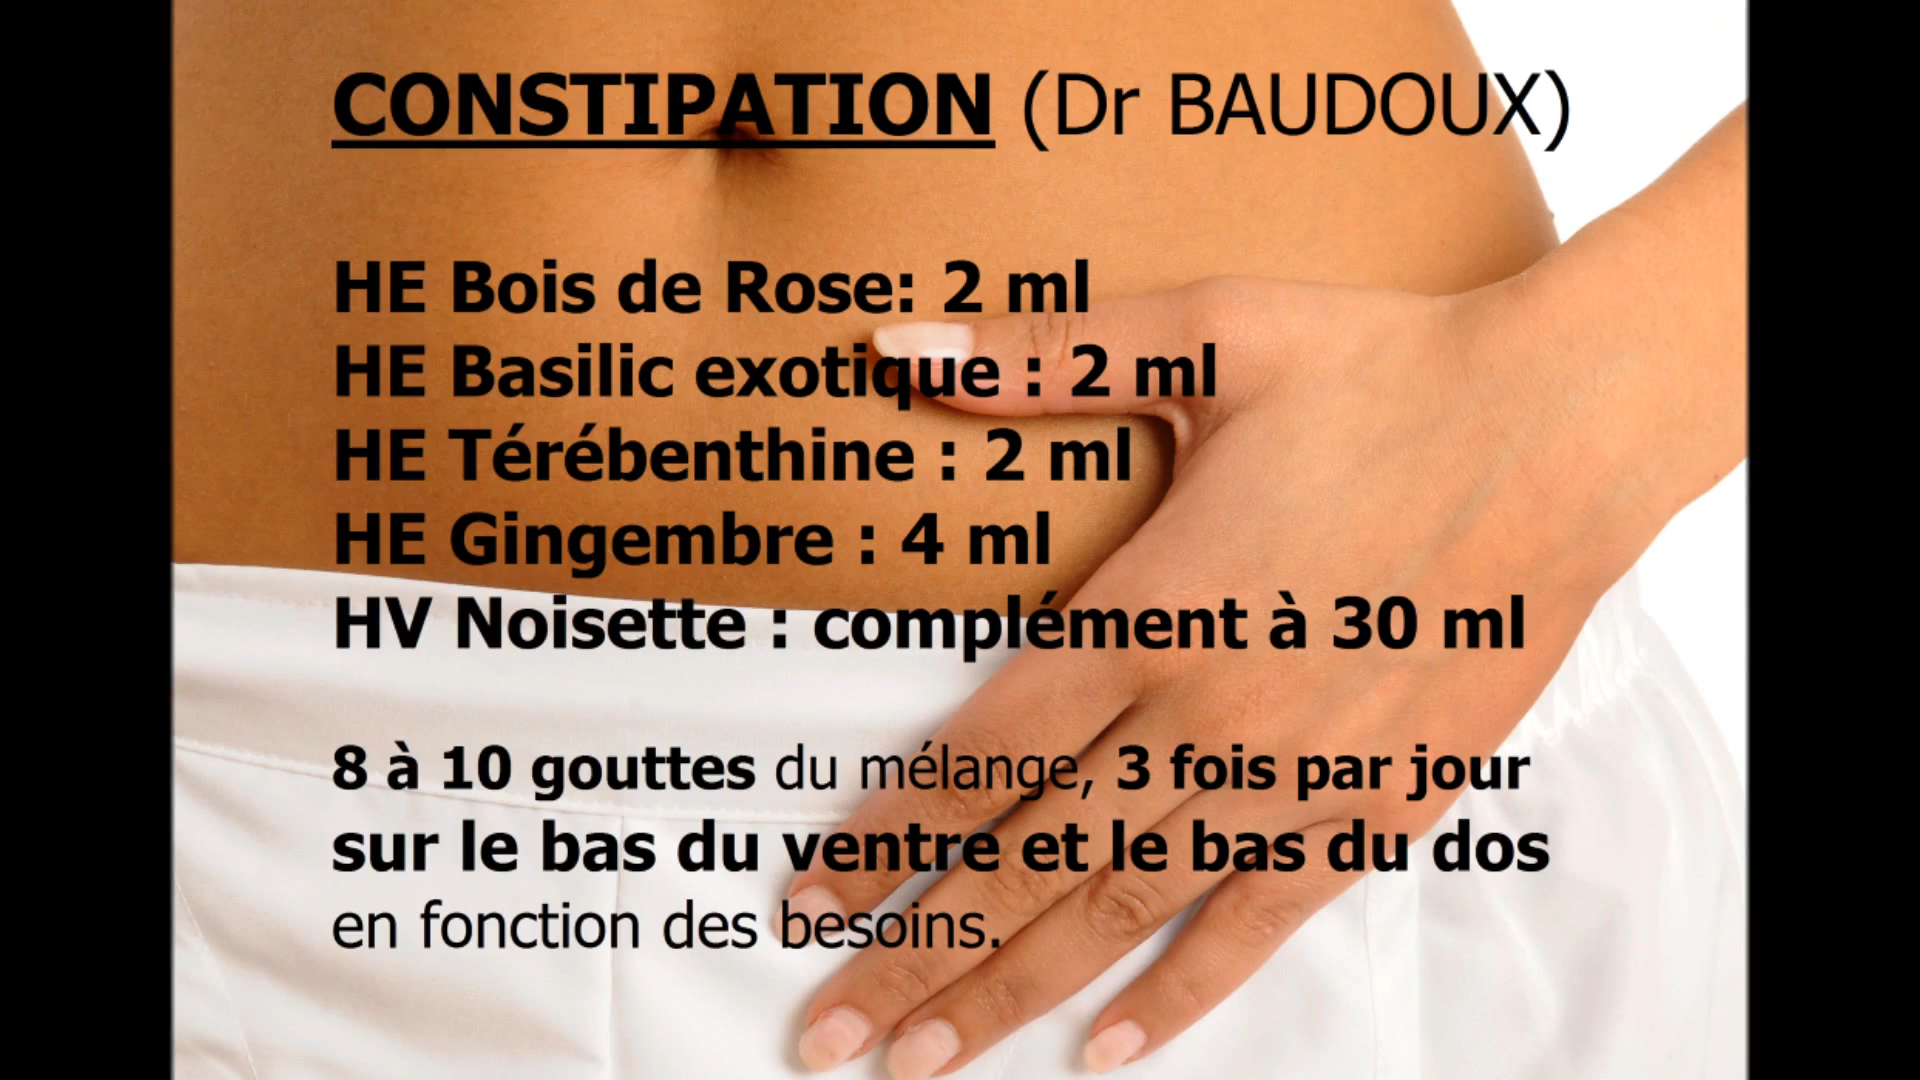 CONSTIPATION (Dr BAUDOUX)
HE Bois de Rose: 2 ml
HE Basilic exotique : 2 ml
HE Térébenthine : 2 ml
HE Gingembre : 4 ml
HV Noisette : complément à 30 ml
8 à 10 gouttes du mélange, 3 fois par jour
sur le bas du ventre et le bas du dos
en fonction des besoins.